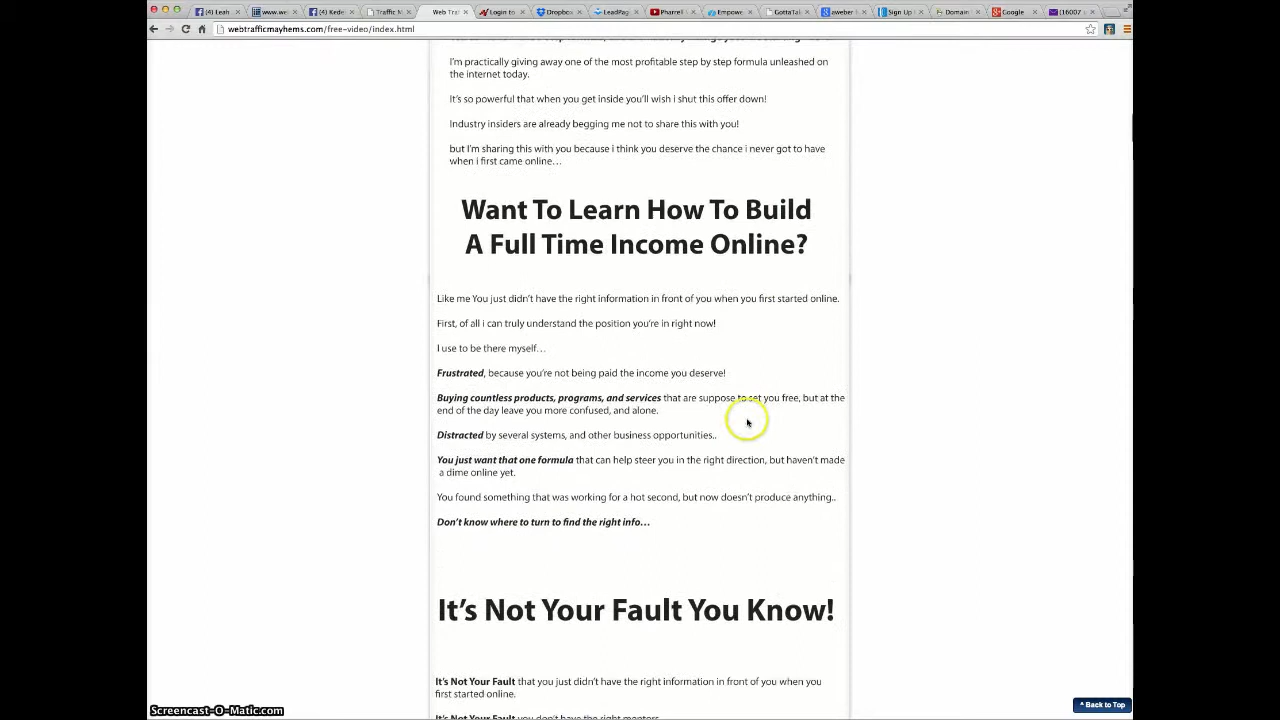 (4) Leah
www.we
(4) Kede
Traffic M
Web Traf
Login to
Dropbox
LeadPag
Pharrell
Empowe
GottaTal
aweber l
Sign Up
Domain
Google
(16007 u
webtrafficmayhems.com/free-video/index.html
I'm practically giving away one of the most profitable step by step formula unleashed on
the internet today.
It's so powerful that when you get inside you'll wish i shut this offer down!
Industry insiders are already begging me not to share this with you!
but I'm sharing this with you because i think you deserve the chance i never got to have
when i first came online…
Want To Learn How To Build
A Full Time Income Online?
Like me You just didn't have the right information in front of you when you first started online.
First, of all i can truly understand the position you're in right now!
I use to be there myself…
Frustrated, because you're not being paid the income you deserve!
Buying countless products, programs, and services that are suppose to set you free, but at the
end of the day leave you more confused, and alone.
Distracted by several systems, and other business opportunities..
You just want that one formula that can help steer you in the right direction, but haven't made
a dime online yet.
You found something that was working for a hot second, but now doesn't produce anything..
Don't know where to turn to find the right info…
It's Not Your Fault You Know!
It's Not Your Fault that you just didn't have the right information in front of you when you
first started online.
It's Not Your Fault you don't have the right mentors
^ Back to Top
Screencast-O-Matic.com